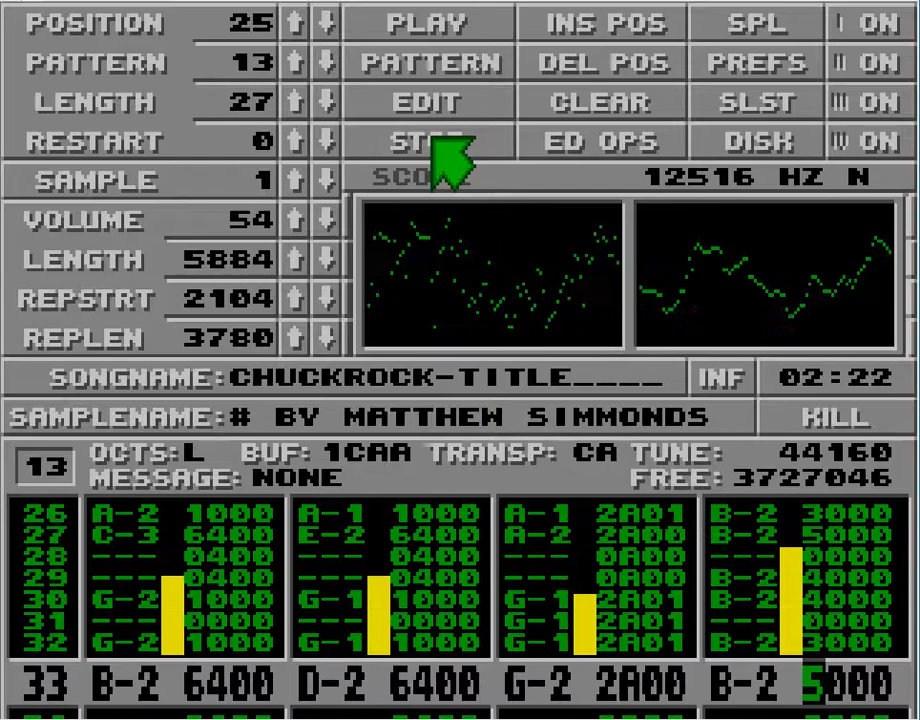 POSITION 25 PLAY INS POS SPL I ON
PATTERN 13 PATTERN DEL POS PREFS II ON
LENGTH 27 EDIT CLEAR SLST III ON
RESTART 0 ED OPS DISK IV ON
SAMPLE 1 12516 HZ N
VOLUME 54
LENGTH 5884
REPSTRT 2104
REPLEN 3780
SONGNAME:CHUCKROCK-TITLE____ INF 02:22
SAMPLENAME:# BY MATTHEW SIMMONDS KILL
13 OCTS:L BUF: 1CAA TRANSP: CA TUNE: 44160
MESSAGE: NONE FREE: 3727046
26 A-2 1000 A-1 1000 A-1 2A01 B-2 3000
27 C-3 6400 E-2 6400 A-2 2A00 B-2 5000
28 --- 0400 --- 0400 --- 0A00 --- 0000
29 --- 0400 --- 0400 --- 0A00 B-2 4000
30 G-2 1000 G-1 1000 G-1 2A01 B-2 4000
31 --- 0000 --- 0000 G-1 2A01 --- 0000
32 G-2 1000 G-1 1000 G-1 2A01 B-2 3000
33 B-2 6400 D-2 6400 G-2 2A00 B-2 5000